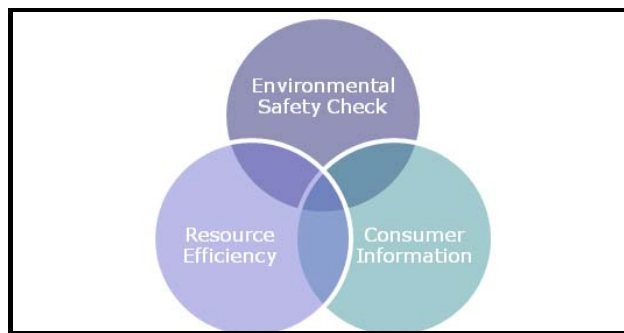 Environmental
Safety Check
Resource
Efficiency
Consumer
Information